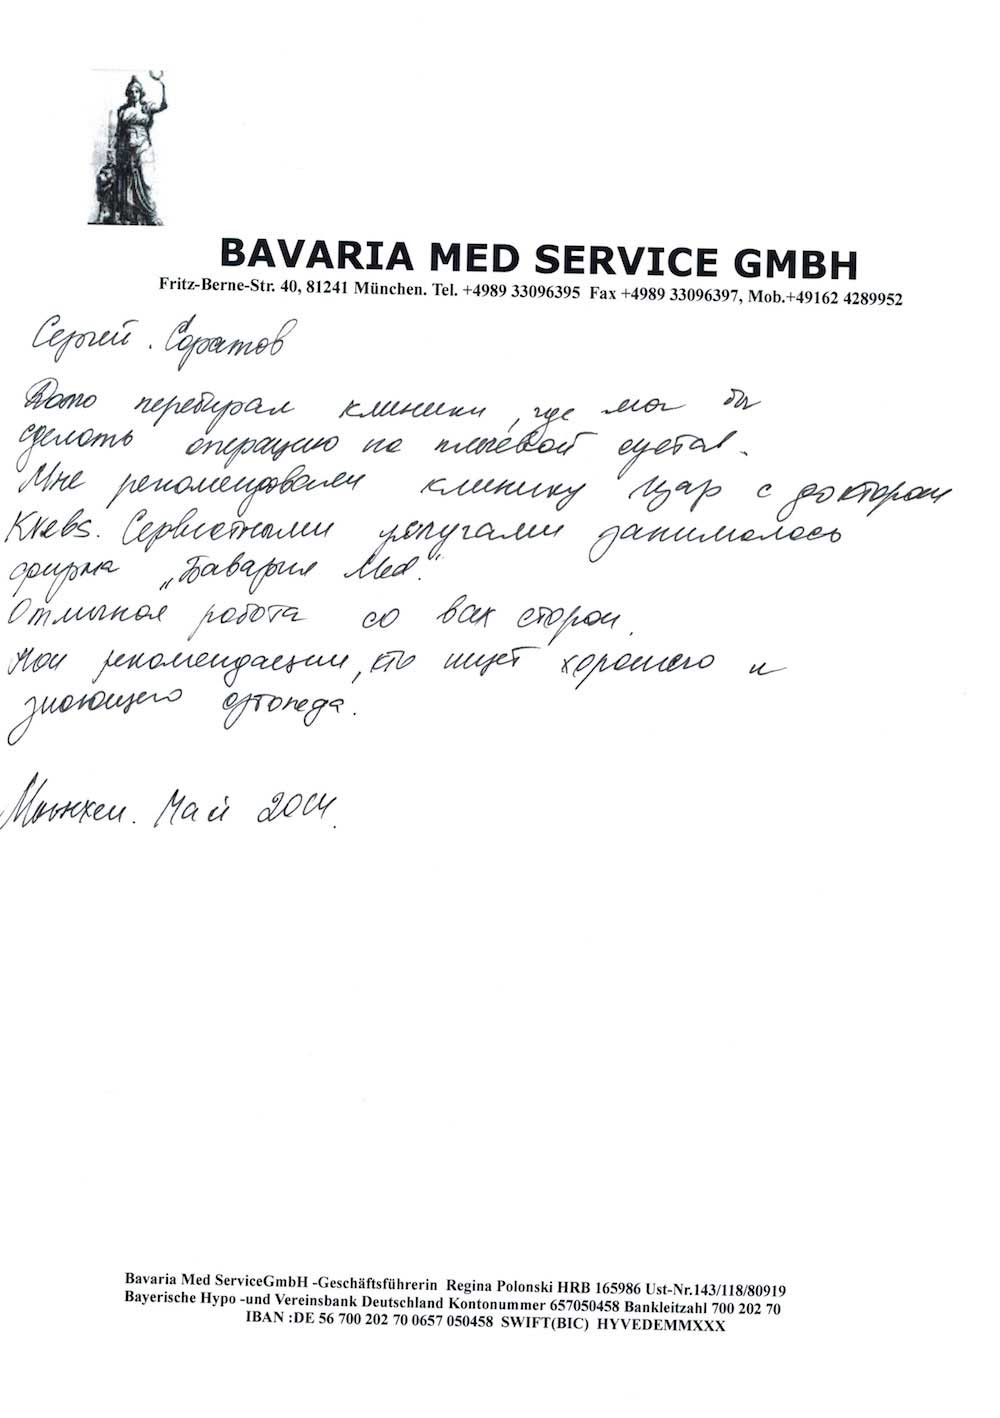 BAVARIA MED SERVICE GMBH
Fritz-Berne-Str. 40, 81241 München. Tel. +4989 33096395 Fax +4989 33096397, Mob.+49162 4289952
Сергей. Саратов
Долго перебирал клиники, где мог бы
сделать операцию на плечевой сустав.
Мне рекомендовали клинику Изар с доктором
Krebs. Сервисными услугами занималось
фирма „Бавария Med."
Отличная работа со всех сторон.
Мои рекомендации, кто ищет хорошего и
знающего ортопеда.
Мюнхен. Май 2014.
Bavaria Med ServiceGmbH -Geschäftsführerin Regina Polonski HRB 165986 Ust-Nr.143/118/80919
Bayerische Hypo -und Vereinsbank Deutschland Kontonummer 657050458 Bankleitzahl 700 202 70
IBAN :DE 56 700 202 70 0657 050458 SWIFT(BIC) HYVEDEMMXXX